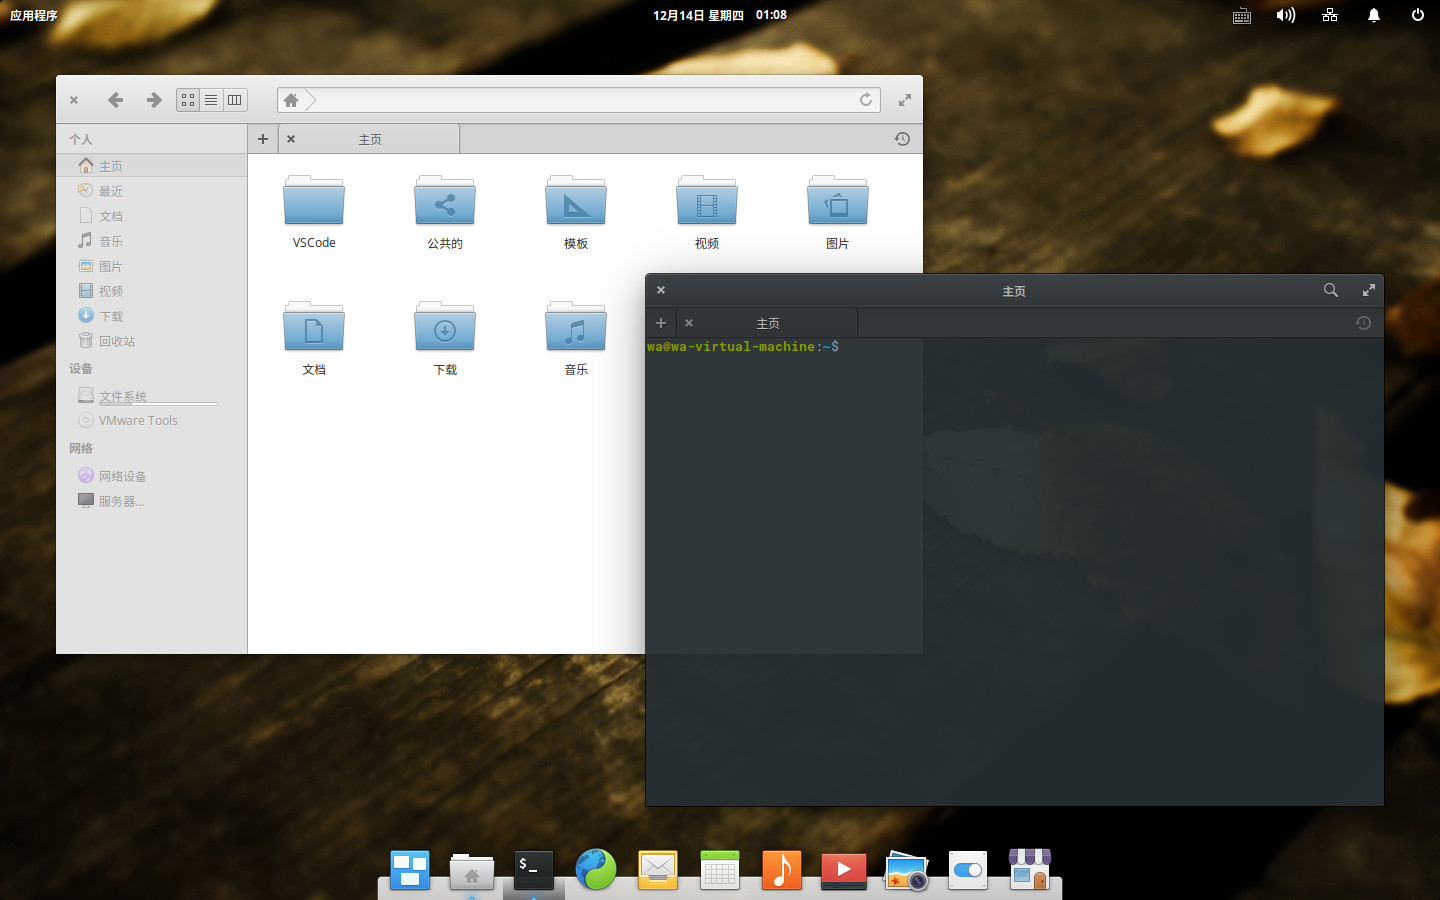 应用程序
12月14日 星期四 01:08
个人
主页
最近
文档
音乐
图片
视频
下载
回收站
设备
文件系统
VMware Tools
网络
网络设备
服务器...
主页
VSCode
公共的
模板
视频
图片
文档
下载
音乐
主页
主页
wa@wa-virtual-machine:~$
$_